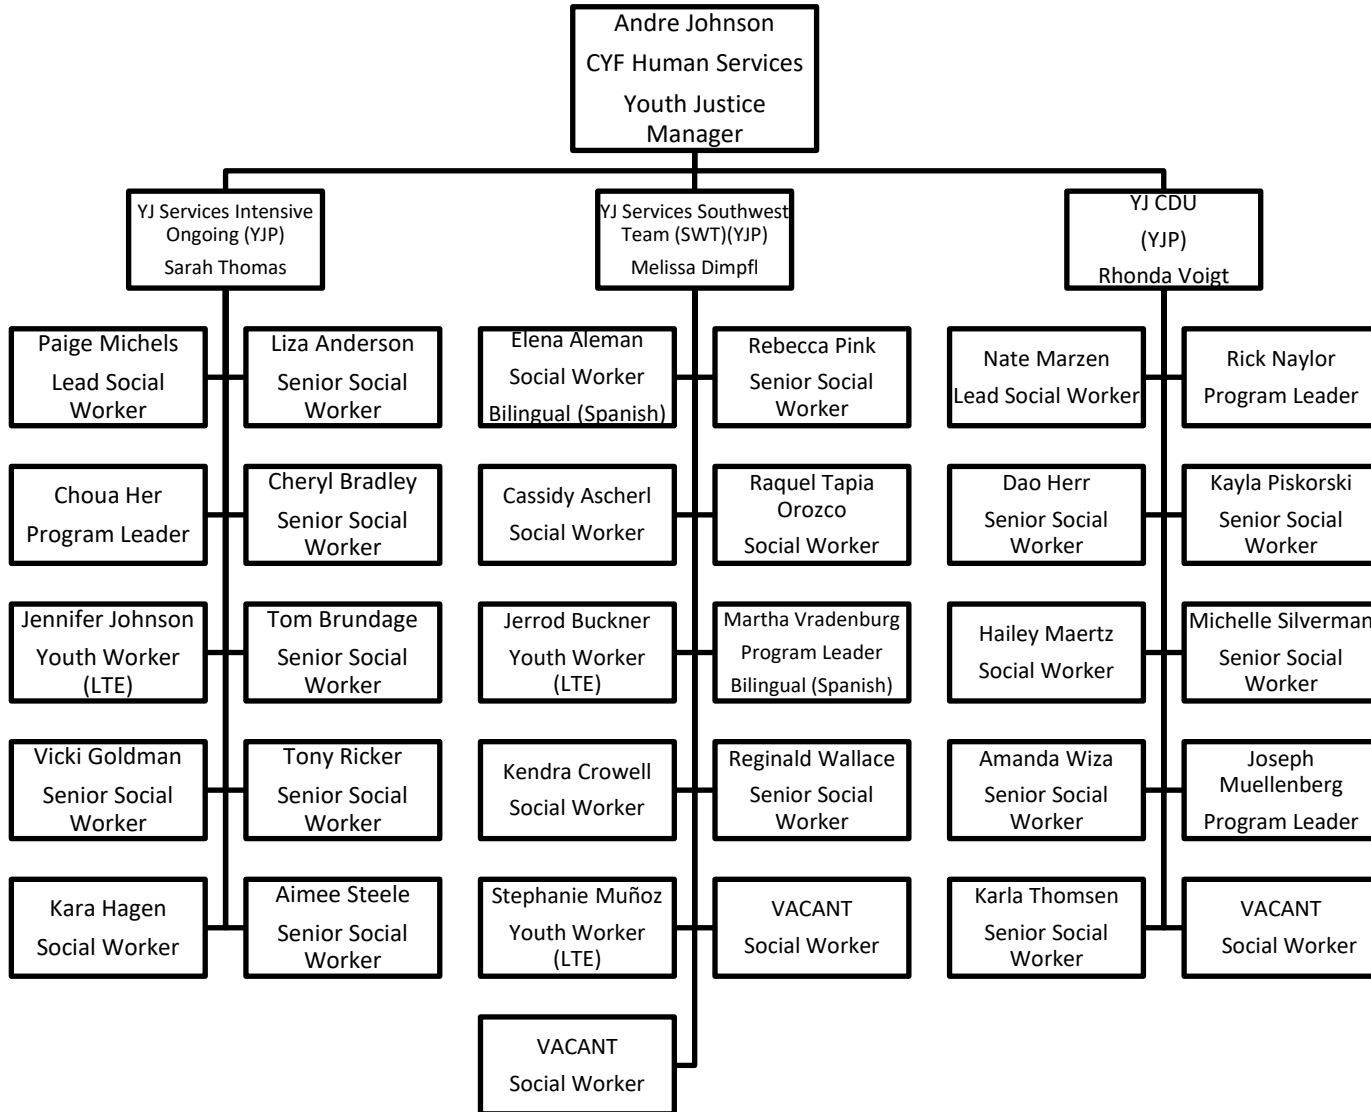 Andre Johnson
CYF Human Services
Youth Justice
Manager
YJ Services Intensive
Ongoing (YJP)
Sarah Thomas
YJ Services Southwest
Team (SWT)(YJP)
Melissa Dimpfl
YJ CDU
(YJP)
Rhonda Voigt
Paige Michels
Lead Social
Worker
Liza Anderson
Senior Social
Worker
Elena Aleman
Social Worker
Bilingual (Spanish)
Rebecca Pink
Senior Social
Worker
Nate Marzen
Lead Social Worker
Rick Naylor
Program Leader
Choua Her
Program Leader
Cheryl Bradley
Senior Social
Worker
Cassidy Ascherl
Social Worker
Raquel Tapia
Orozco
Social Worker
Dao Herr
Senior Social
Worker
Kayla Piskorski
Senior Social
Worker
Jennifer Johnson
Youth Worker
(LTE)
Tom Brundage
Senior Social
Worker
Jerrod Buckner
Youth Worker
(LTE)
Martha Vradenburg
Program Leader
Bilingual (Spanish)
Hailey Maertz
Social Worker
Michelle Silverman
Senior Social
Worker
Vicki Goldman
Senior Social
Worker
Tony Ricker
Senior Social
Worker
Kendra Crowell
Social Worker
Reginald Wallace
Senior Social
Worker
Amanda Wiza
Senior Social
Worker
Joseph
Muellenberg
Program Leader
Kara Hagen
Social Worker
Aimee Steele
Senior Social
Worker
Stephanie Muñoz
Youth Worker
(LTE)
VACANT
Social Worker
Karla Thomsen
Senior Social
Worker
VACANT
Social Worker
VACANT
Social Worker